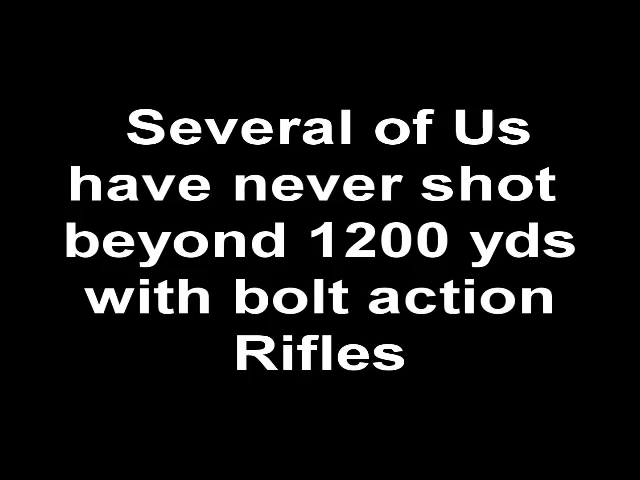 Several of Us
have never shot
beyond 1200 yds
with bolt action
Rifles